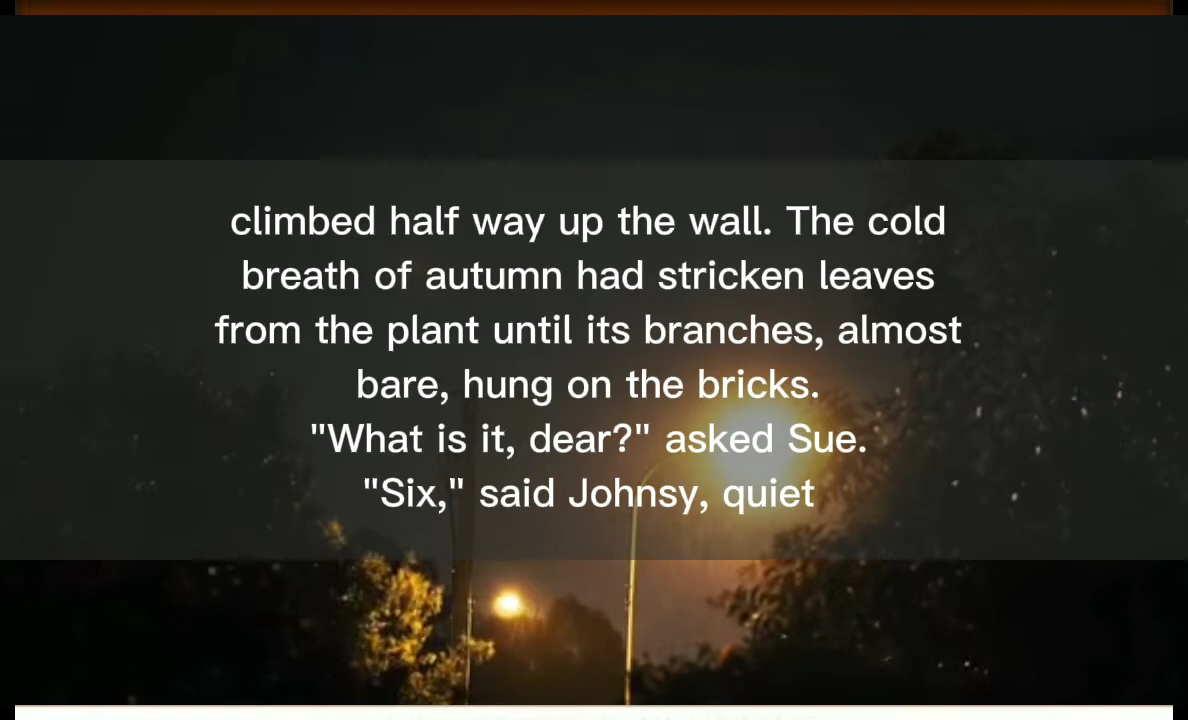 climbed half way up the wall. The cold
breath of autumn had stricken leaves
from the plant until its branches, almost
bare, hung on the bricks.
"What is it, dear?" asked Sue.
"Six," said Johnsy, quiet